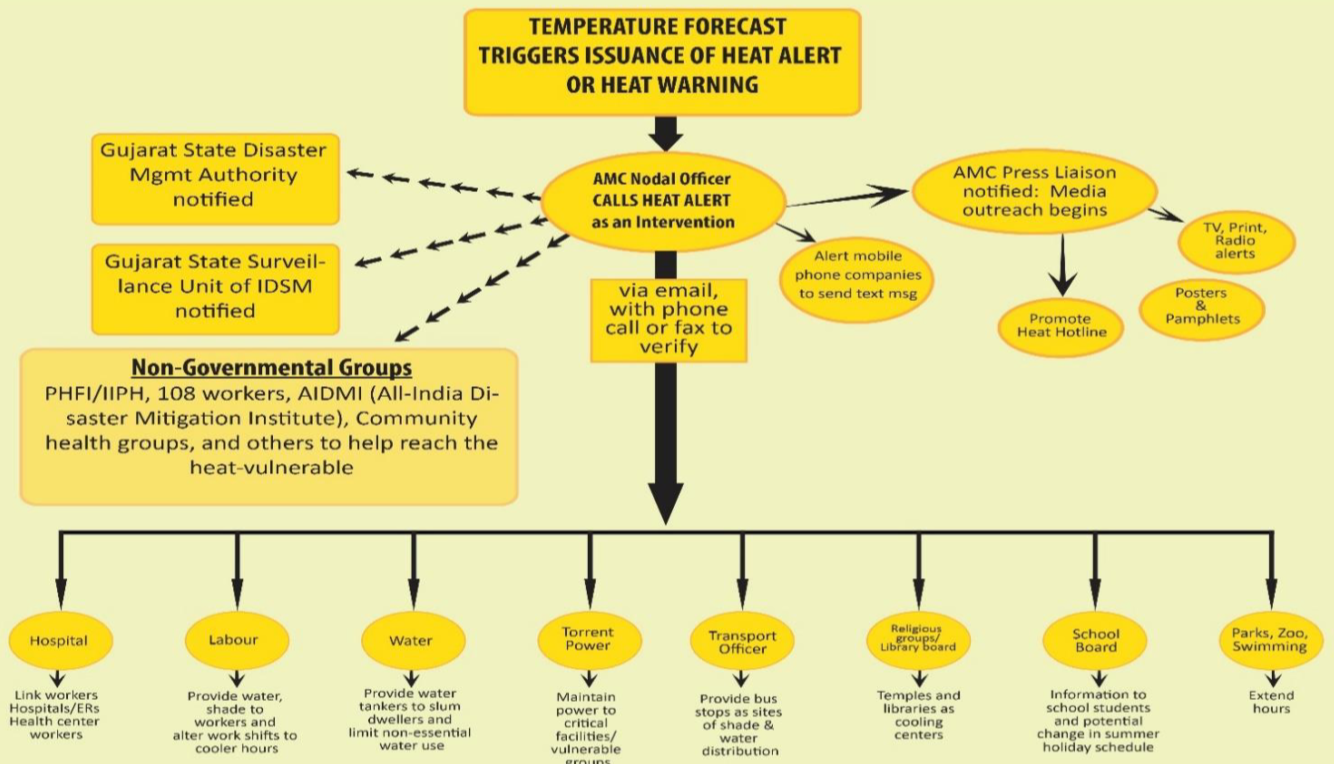 TEMPERATURE FORECAST
TRIGGERS ISSUANCE OF HEAT ALERT
OR HEAT WARNING
Gujarat State Disaster
Mgmt Authority
notified
AMC Nodal Officer
CALLS HEAT ALERT
as an Intervention
AMC Press Liaison
notified: Media
outreach begins
TV, Print,
Radio
alerts
Gujarat State Surveil-
lance Unit of IDSM
notified
Alert mobile
phone companies
to send text msg
via email,
with phone
call or fax to
verify
Promote
Heat Hotline
Posters
&
Pamphlets
Non-Governmental Groups
PHFI/IIPH, 108 workers, AIDMI (All-India Di-
saster Mitigation Institute), Community
health groups, and others to help reach the
heat-vulnerable
Hospital
Link workers
Hospitals/ERs
Health center
workers
Labour
Provide water,
shade to
workers and
alter work shifts to
cooler hours
Water
Provide water
tankers to slum
dwellers and
limit non-essential
water use
Torrent
Power
Maintain
power to
critical
facilities/
vulnerable
groups
Transport
Officer
Provide bus
stops as sites
of shade &
water
distribution
Religious
groups/
Library board
Temples and
libraries as
cooling
centers
School
Board
Information to
school students
and potential
change in summer
holiday schedule
Parks, Zoo,
Swimming
Extend
hours